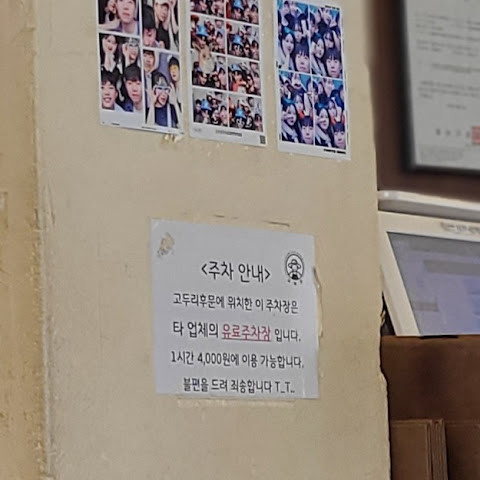 <주차 안내>
고두리후문에 위치한 이 주차장은
타 업체의 유료주차장 입니다.
1시간 4,000원에 이용 가능합니다.
불편을 드려 죄송합니다 T_T..